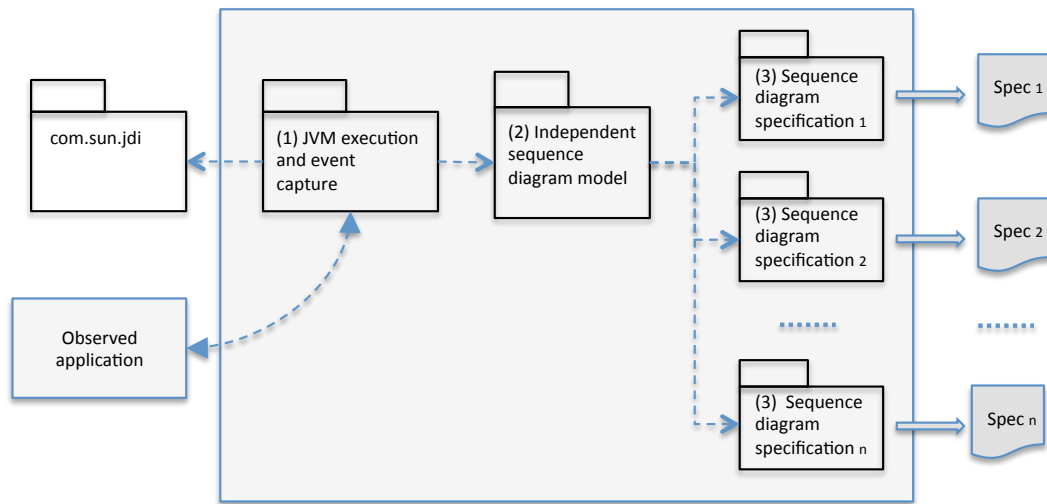 com.sun.jdi
(1) JVM execution
and event
capture
(2) Independent
sequence
diagram model
(3) Sequence
diagram
specification 1
Spec 1
(3) Sequence
diagram
specification 2
Spec 2
Observed
application
(3) Sequence
diagram
specification n
Spec n